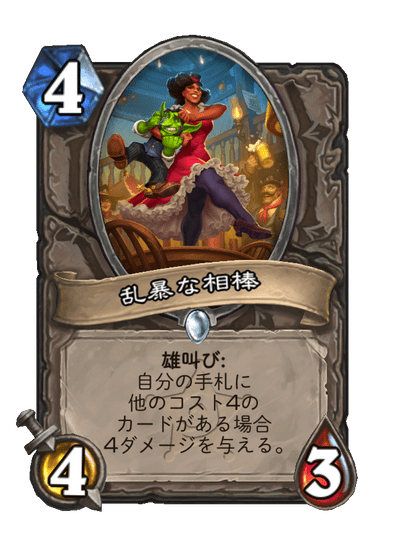 4
乱暴な相棒
雄叫び:
自分の手札に
他のコスト4の
カードがある場合
4ダメージを与える。
4
3